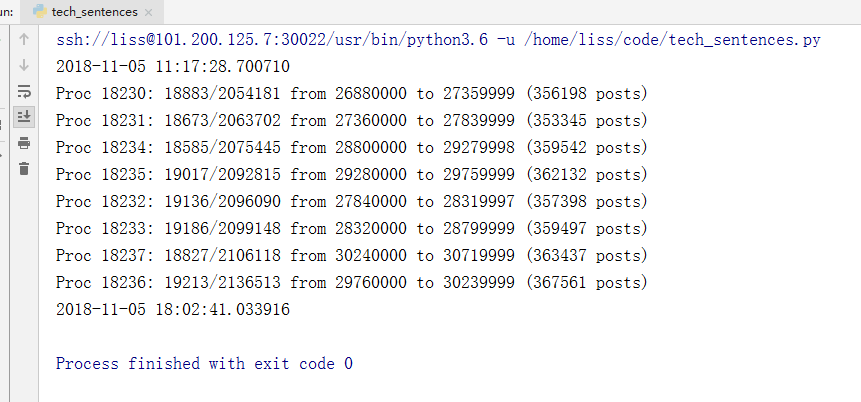 un: tech_sentences
ssh://liss@101.200.125.7:30022/usr/bin/python3.6 -u /home/liss/code/tech_sentences.py
2018-11-05 11:17:28.700710
Proc 18230: 18883/2054181 from 26880000 to 27359999 (356198 posts)
Proc 18231: 18673/2063702 from 27360000 to 27839999 (353345 posts)
Proc 18234: 18585/2075445 from 28800000 to 29279998 (359542 posts)
Proc 18235: 19017/2092815 from 29280000 to 29759999 (362132 posts)
Proc 18232: 19136/2096090 from 27840000 to 28319997 (357398 posts)
Proc 18233: 19186/2099148 from 28320000 to 28799999 (359497 posts)
Proc 18237: 18827/2106118 from 30240000 to 30719999 (363437 posts)
Proc 18236: 19213/2136513 from 29760000 to 30239999 (367561 posts)
2018-11-05 18:02:41.033916
Process finished with exit code 0